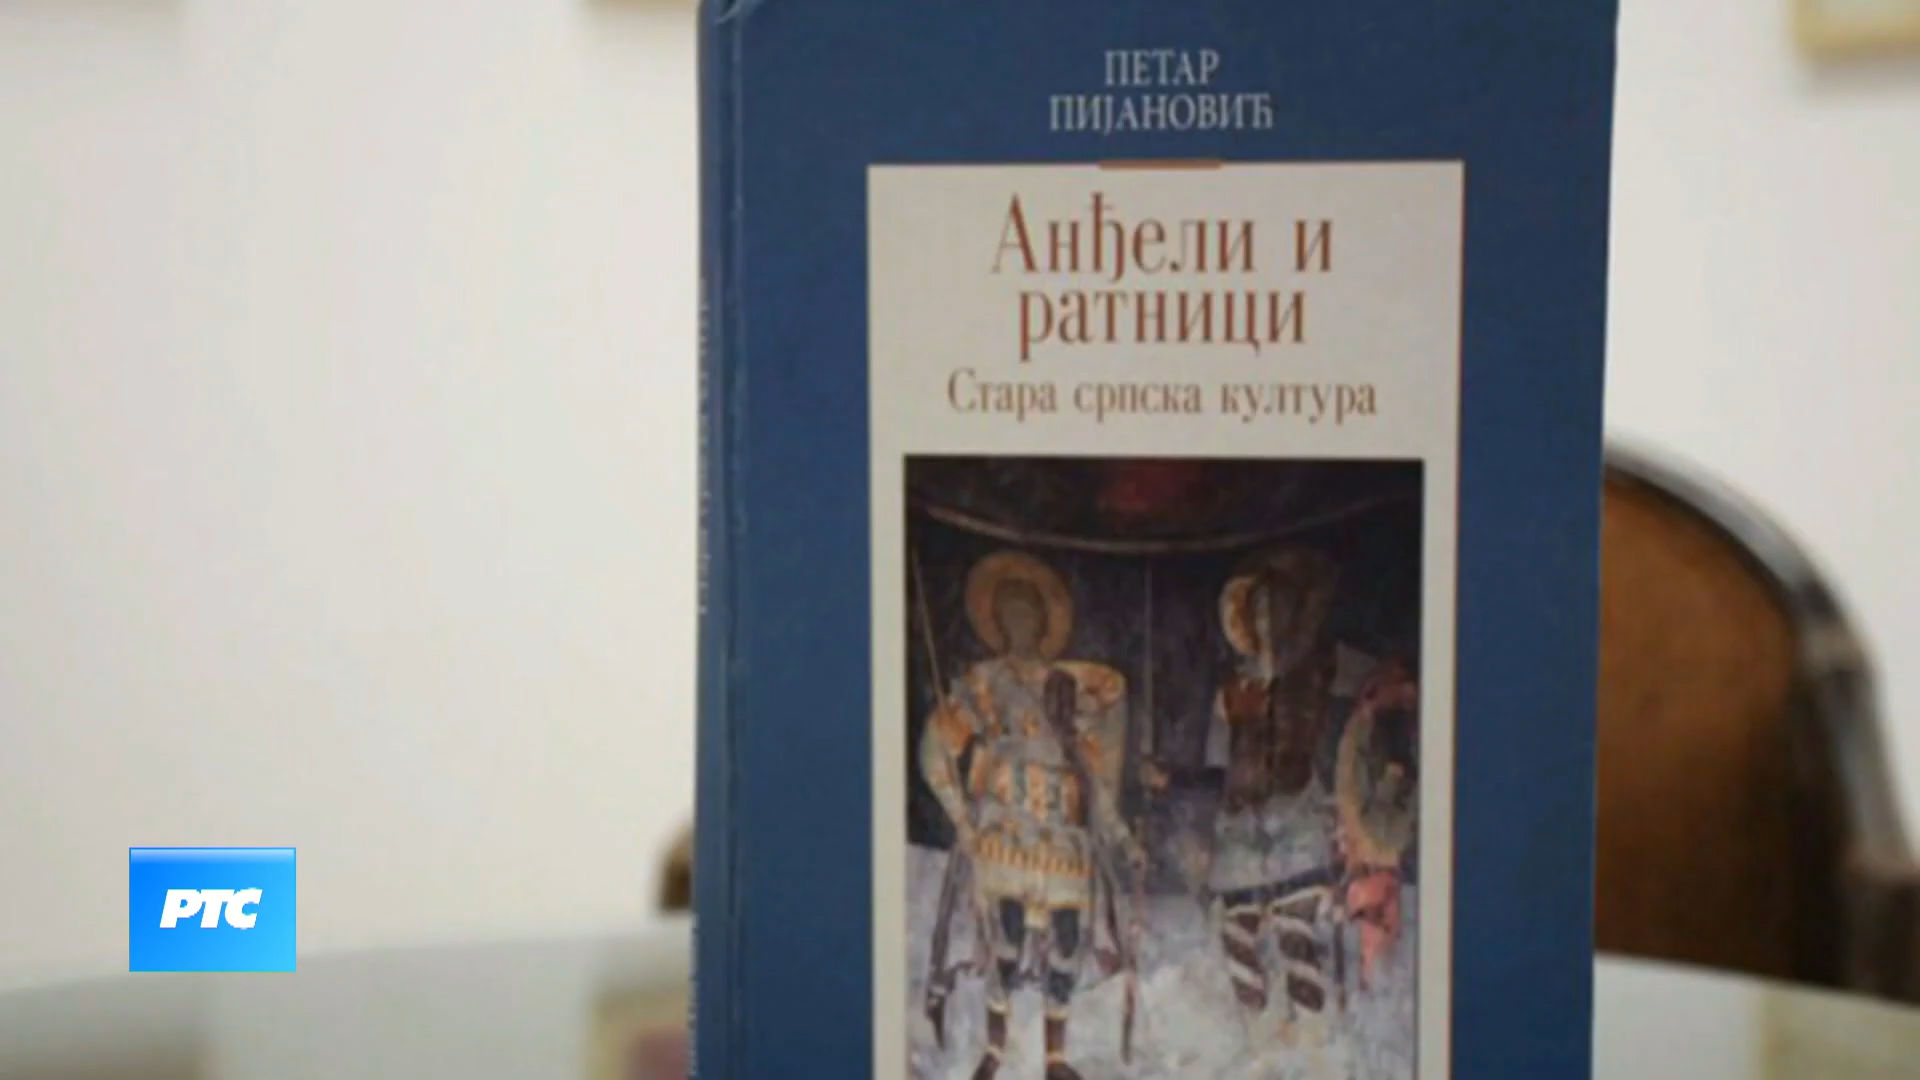 ПЕТАР
ПИЈАНОВИЋ
Анђели и
ратници
Стара српска култура
РТС